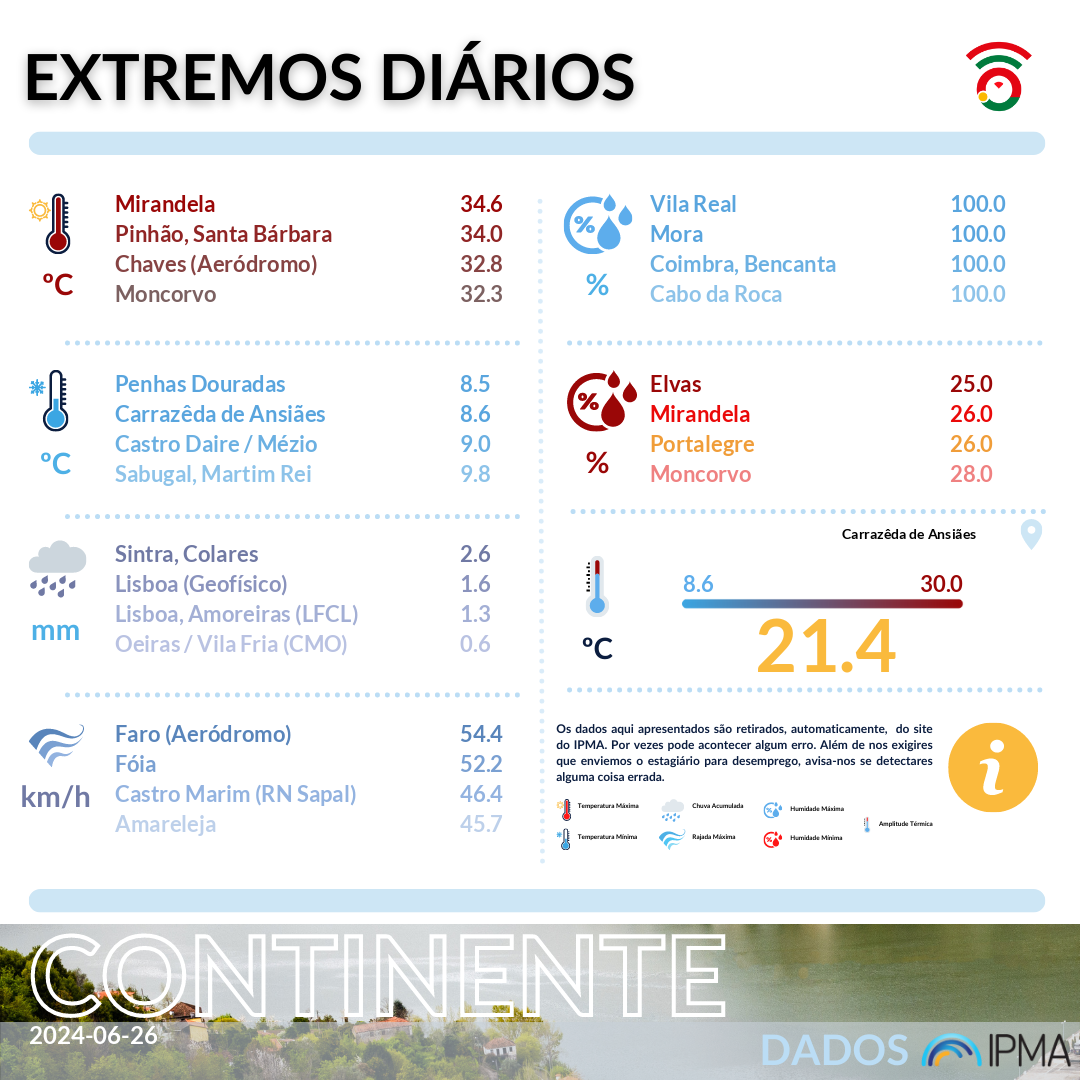 EXTREMOS DIÁRIOS
Mirandela 34.6
Pinhão, Santa Bárbara 34.0
Chaves (Aeródromo) 32.8
Moncorvo 32.3
ºC
Penhas Douradas 8.5
Carrazêda de Ansiães 8.6
Castro Daire / Mézio 9.0
Sabugal, Martim Rei 9.8
ºC
Sintra, Colares 2.6
Lisboa (Geofísico) 1.6
Lisboa, Amoreiras (LFCL) 1.3
Oeiras / Vila Fria (CMO) 0.6
mm
Faro (Aeródromo) 54.4
Fóia 52.2
Castro Marim (RN Sapal) 46.4
Amareleja 45.7
km/h
%
Vila Real 100.0
Mora 100.0
Coimbra, Bencanta 100.0
Cabo da Roca 100.0
%
%
Elvas 25.0
Mirandela 26.0
Portalegre 26.0
Moncorvo 28.0
%
Carrazêda de Ansiães
8.6 30.0
21.4
ºC
Os dados aqui apresentados são retirados, automaticamente, do site
do IPMA. Por vezes pode acontecer algum erro. Além de nos exigires
que enviemos o estagiário para desemprego, avisa-nos se detectares
alguma coisa errada.
i
Temperatura Máxima Chuva Acumulada Humidade Máxima
Amplitude Térmica
Temperatura Mínima Rajada Máxima Humidade Mínima
CONTINENTE
2024-06-26
DADOS IPMA